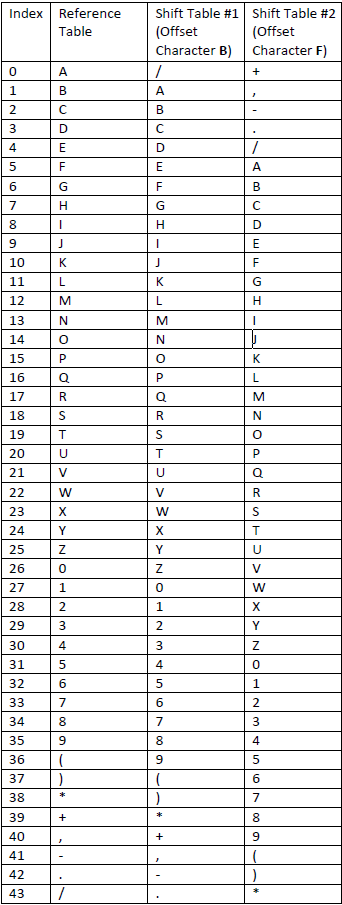 Index Reference Table Shift Table #1 (Offset Character B) Shift Table #2 (Offset Character F)
0 A / +
1 B A ,
2 C B -
3 D C .
4 E D /
5 F E A
6 G F B
7 H G C
8 I H D
9 J I E
10 K J F
11 L K G
12 M L H
13 N M I
14 O N J
15 P O K
16 Q P L
17 R Q M
18 S R N
19 T S O
20 U T P
21 V U Q
22 W V R
23 X W S
24 Y X T
25 Z Y U
26 0 Z V
27 1 0 W
28 2 1 X
29 3 2 Y
30 4 3 Z
31 5 4 0
32 6 5 1
33 7 6 2
34 8 7 3
35 9 8 4
36 ( 9 5
37 ) ( 6
38 * ) 7
39 + * 8
40 , + 9
41 - , (
42 . - )
43 / . *